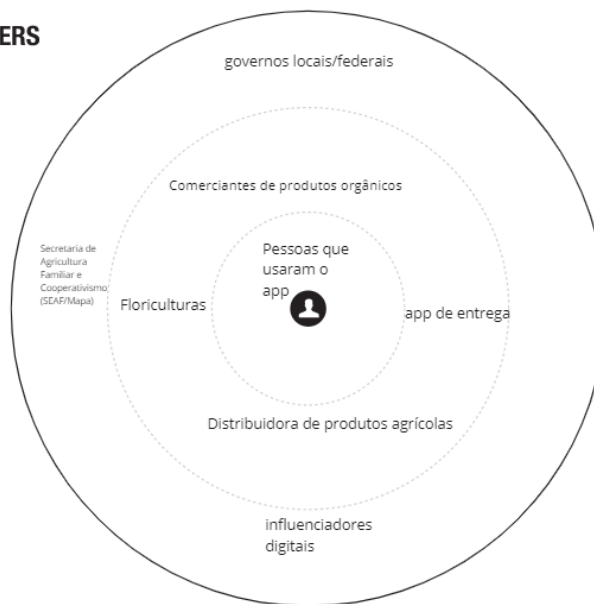 ERS
governos locais/federais
Comerciantes de produtos orgânicos
Secretaria de
Agricultura
Familiar e
Cooperativismo
(SEAF/Mapa)
Pessoas que
usaram o
app
Floriculturas
app de entrega
Distribuidora de produtos agrícolas
influenciadores
digitais